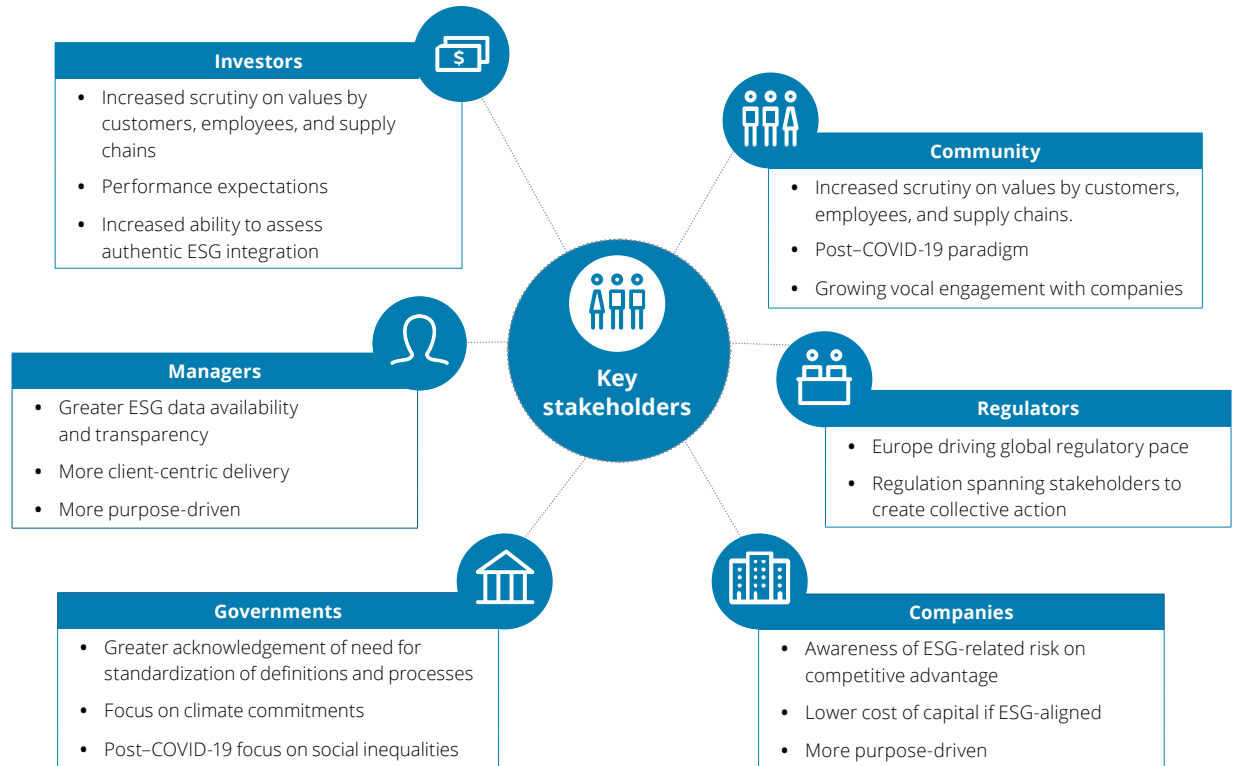 Investors
• Increased scrutiny on values by
customers, employees, and supply
chains
• Performance expectations
• Increased ability to assess
authentic ESG integration
$
Community
• Increased scrutiny on values by customers,
employees, and supply chains.
• Post–COVID-19 paradigm
• Growing vocal engagement with companies
Key
stakeholders
Managers
• Greater ESG data availability
and transparency
• More client-centric delivery
• More purpose-driven
Regulators
• Europe driving global regulatory pace
• Regulation spanning stakeholders to
create collective action
Governments
• Greater acknowledgement of need for
standardization of definitions and processes
• Focus on climate commitments
• Post–COVID-19 focus on social inequalities
Companies
• Awareness of ESG-related risk on
competitive advantage
• Lower cost of capital if ESG-aligned
• More purpose-driven